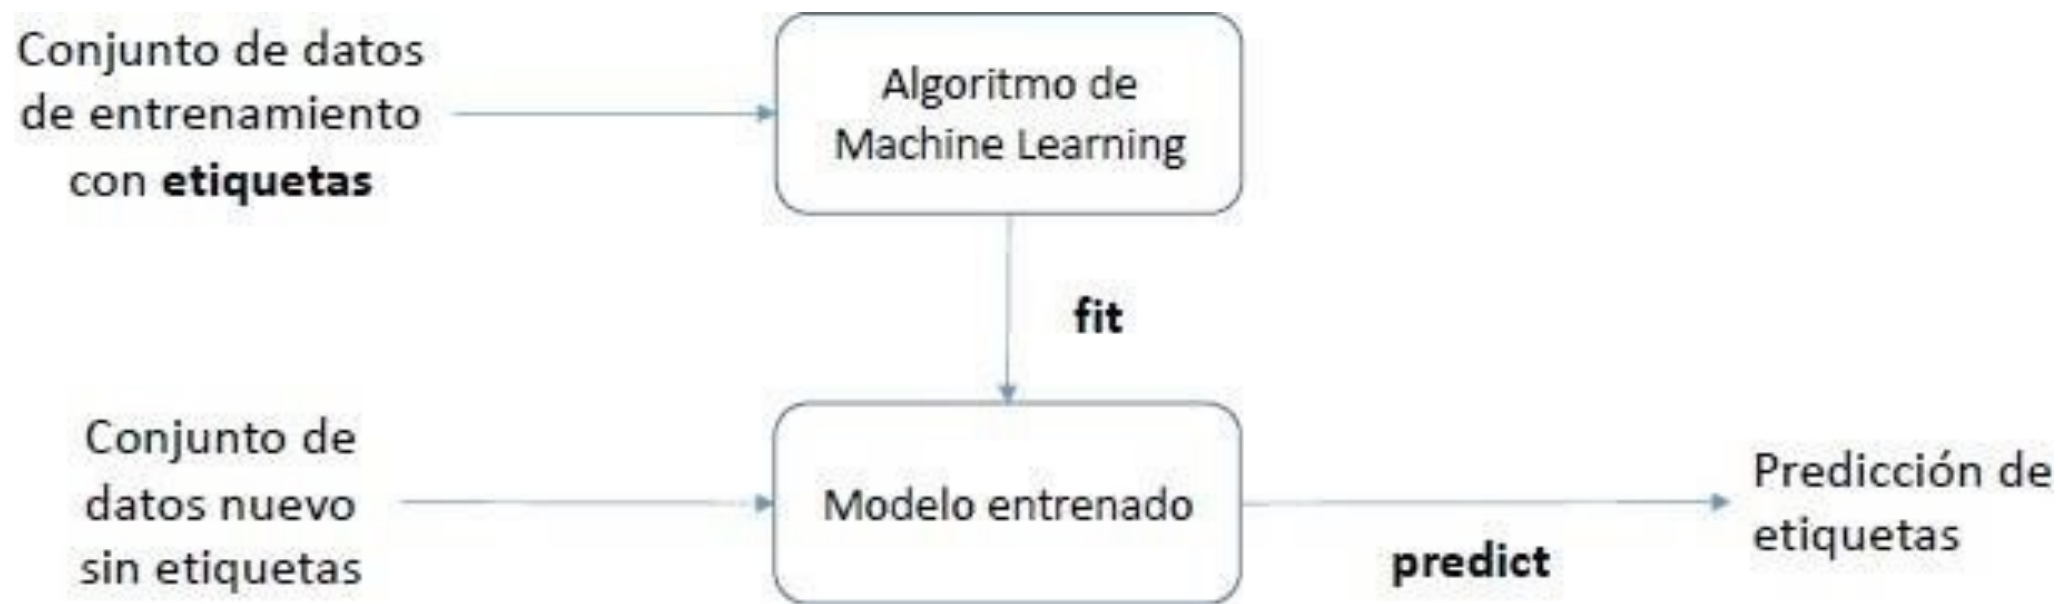 Conjunto de datos
de entrenamiento
con etiquetas
Algoritmo de
Machine Learning
fit
Conjunto de
datos nuevo
sin etiquetas
Modelo entrenado
predict
Predicción de
etiquetas